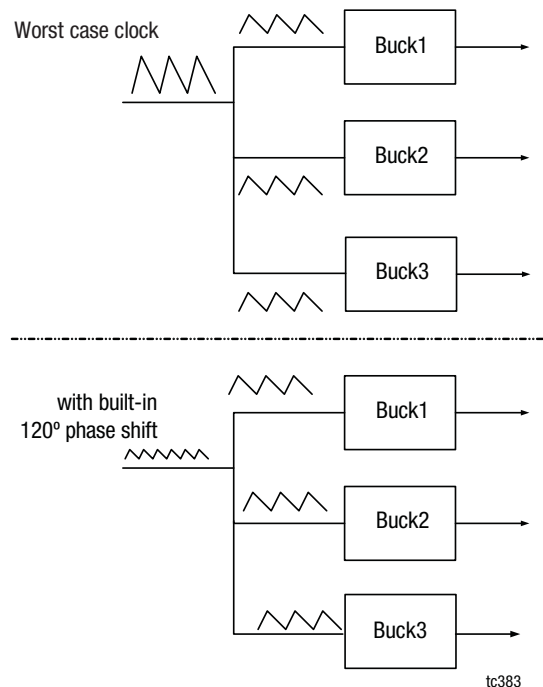 Worst case clock
Buck1
Buck2
Buck3
with built-in
120º phase shift
Buck1
Buck2
Buck3
tc383